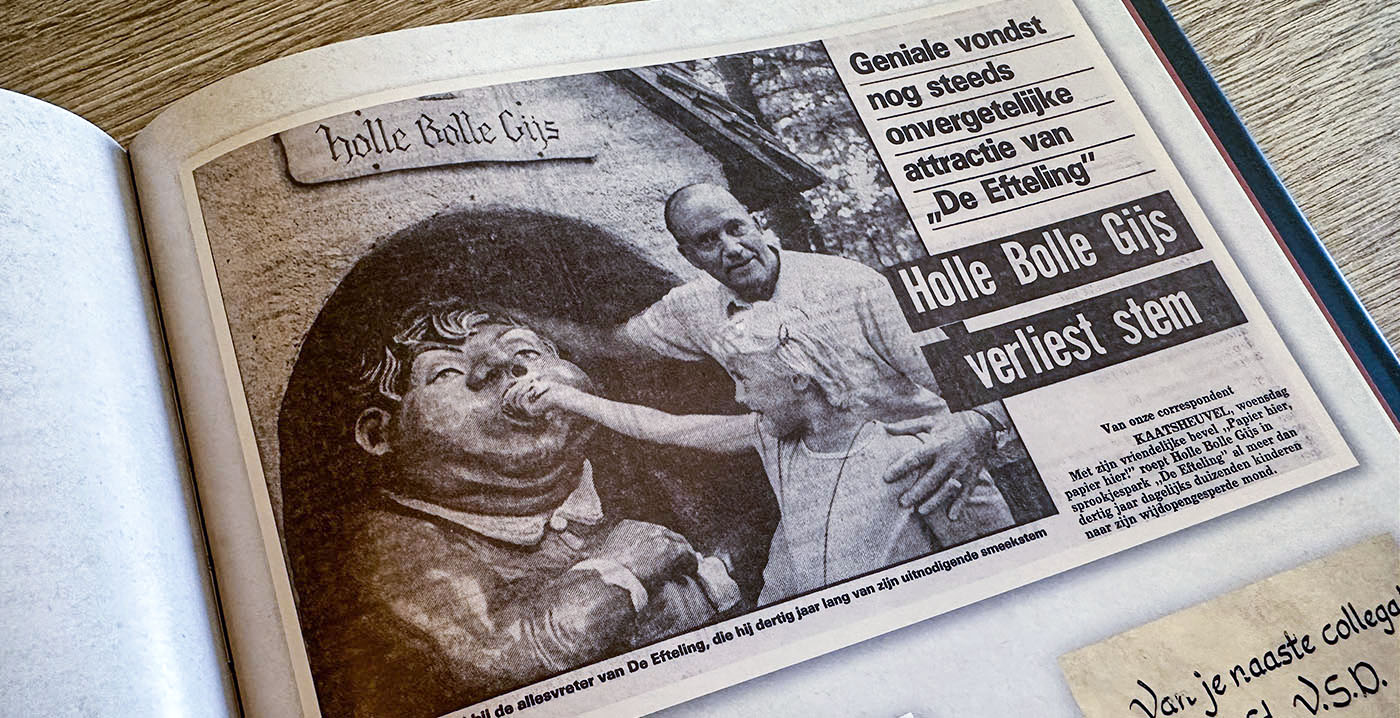 Holle Bolle Gijs
Geniale vondst
nog steeds
onvergetelijke
attractie van
„De Efteling”
Holle Bolle Gijs
verliest stem
Van onze correspondent
KAATSHEUVEL, woensdag
Met zijn vriendelijke bevel „Papier hier,
papier hier!” roept Holle Bolle Gijs in
sprookjespark „De Efteling” al meer dan
dertig jaar dagelijks duizenden kinderen
naar zijn wijdopengesperde mond.
bij de allesvreter van De Efteling, die hij dertig jaar lang van zijn uitnodigende smeekstem
Van je naaste collega
V.S.D.